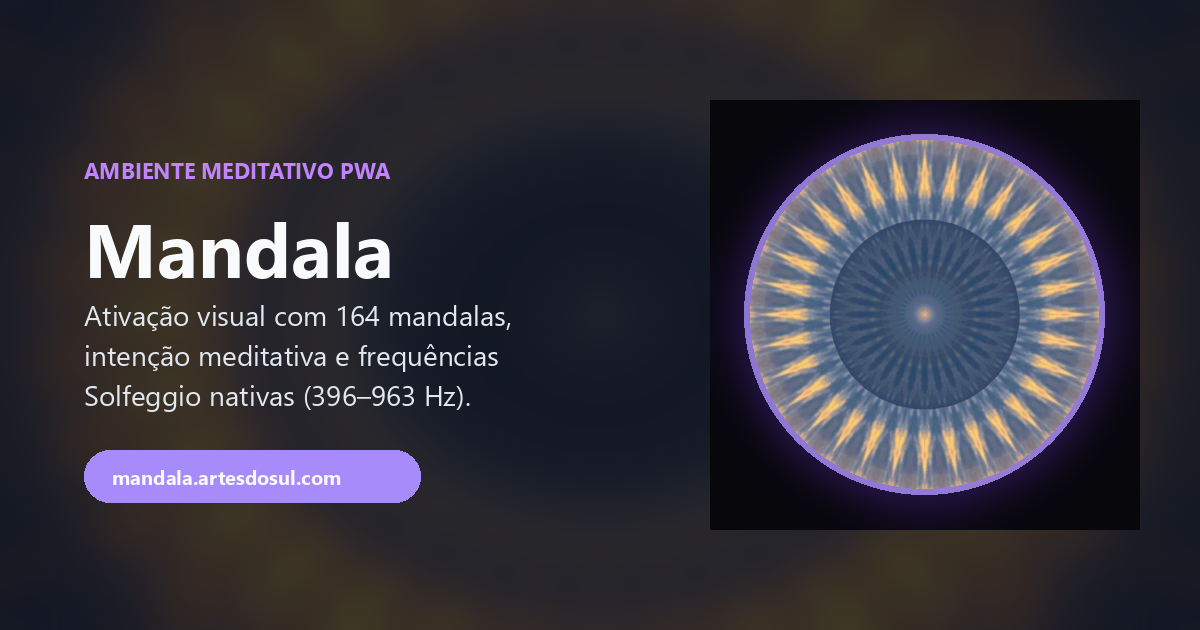 AMBIENTE MEDITATIVO PWA
Mandala
Ativação visual com 164 mandalas,
intenção meditativa e frequências
Solfeggio nativas (396–963 Hz).
mandala.artesdosul.com